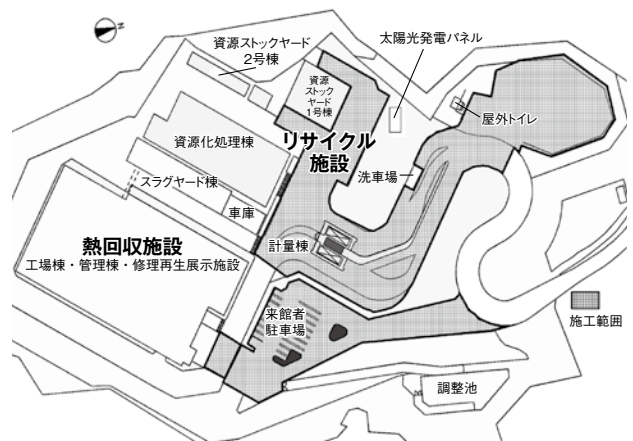 N
資源ストックヤード
2号棟
太陽光発電パネル
資源
ストック
ヤード
1号棟
屋外トイレ
リサイクル
施設
資源化処理棟
洗車場
スラグヤード棟
車庫
計量棟
熱回収施設
工場棟・管理棟・修理再生展示施設
来館者
駐車場
施工範囲
調整池